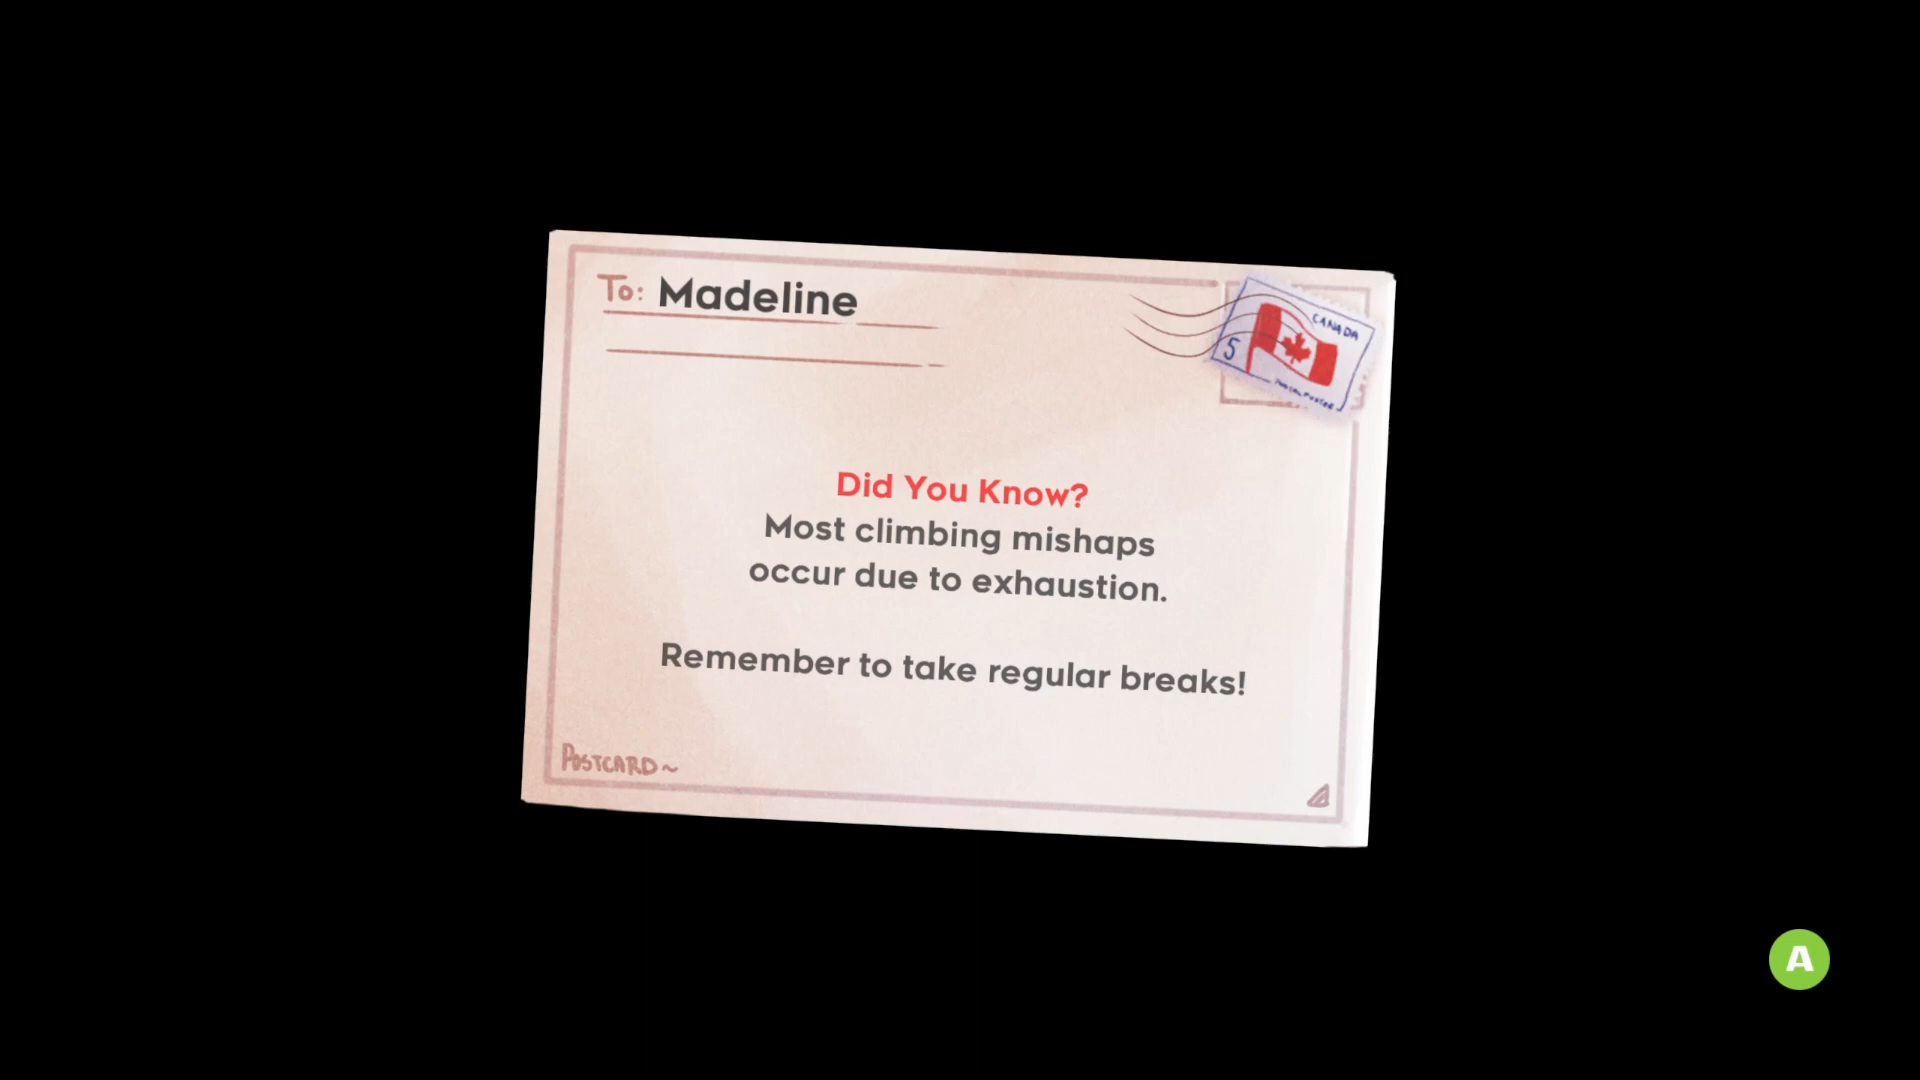 To: Madeline
CANADA
5
Did You Know?
Most climbing mishaps
occur due to exhaustion.
Remember to take regular breaks!
POSTCARD~
A